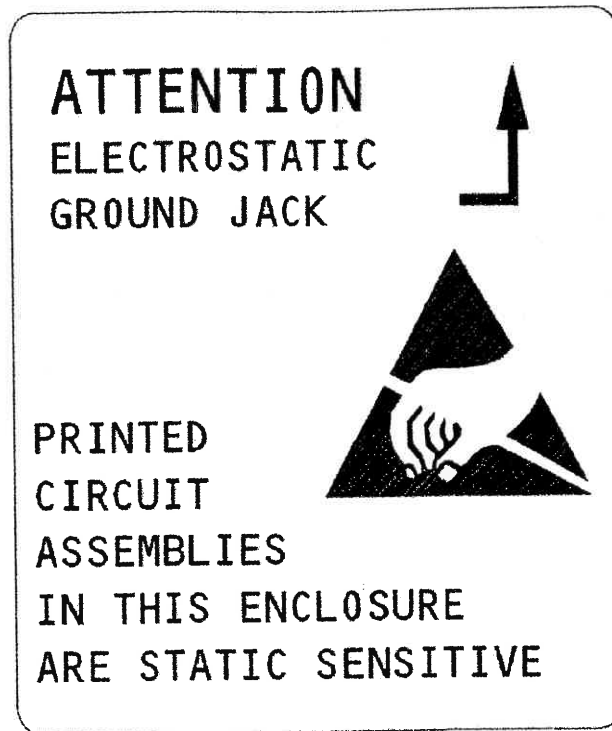 ATTENTION
ELECTROSTATIC
GROUND JACK
PRINTED
CIRCUIT
ASSEMBLIES
IN THIS ENCLOSURE
ARE STATIC SENSITIVE